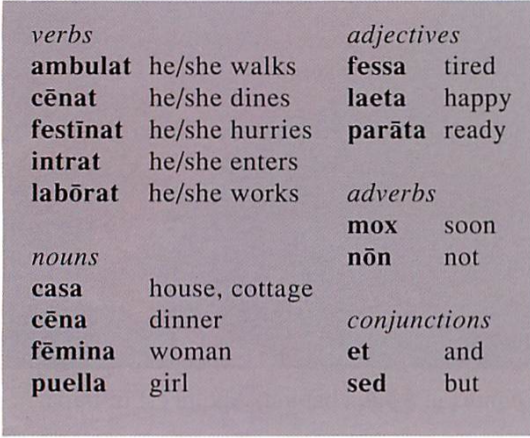 verbs
ambulat he/she walks
cēnat he/she dines
festīnat he/she hurries
intrat he/she enters
labōrat he/she works
nouns
casa house, cottage
cēna dinner
fēmina woman
puella girl
adjectives
fessa tired
laeta happy
parāta ready
adverbs
mox soon
nōn not
conjunctions
et and
sed but